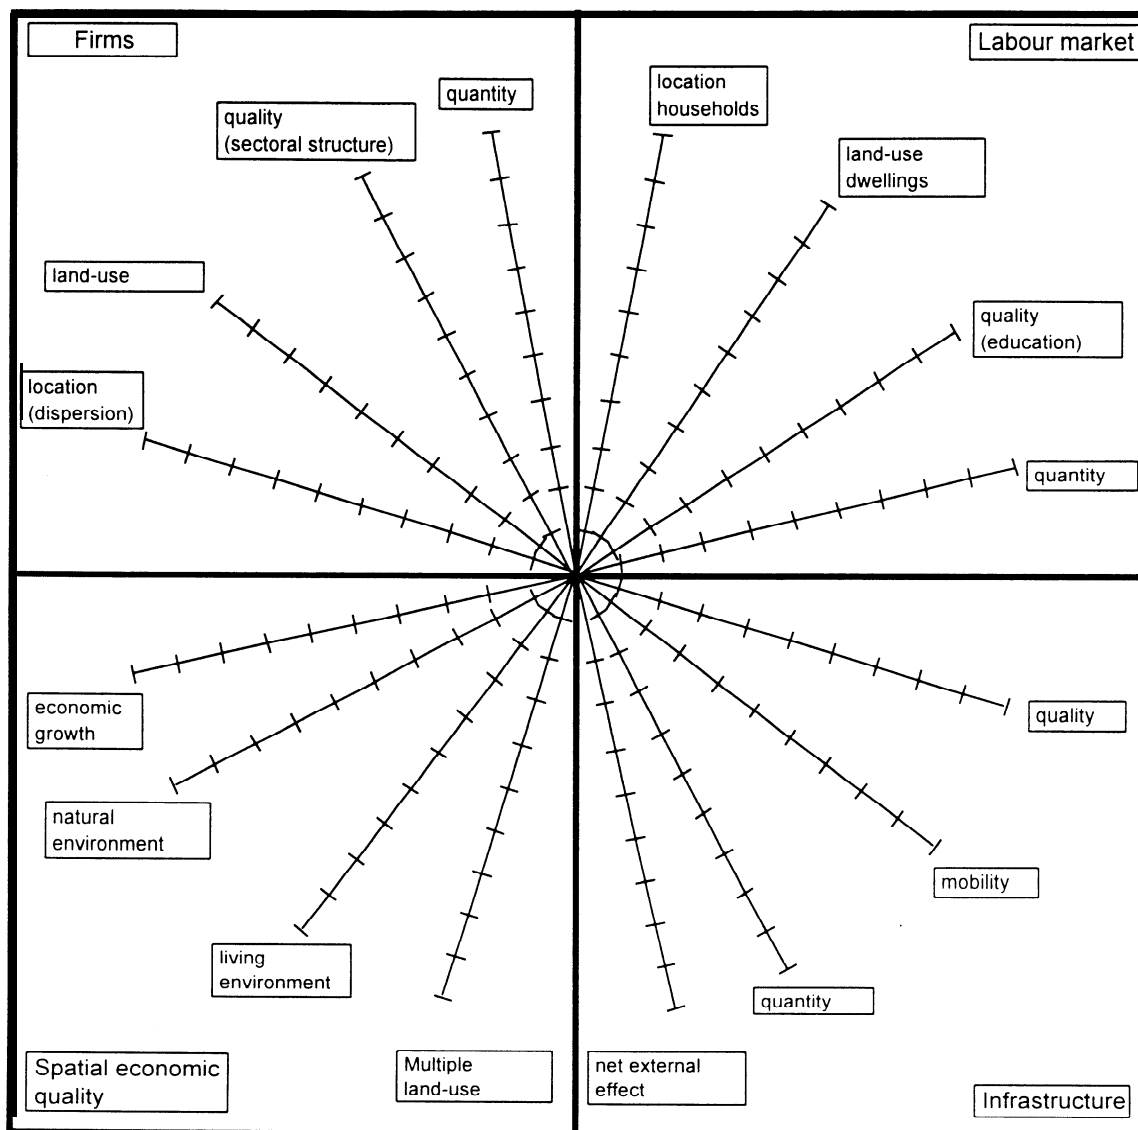 Firms
Labour market
quantity
quality
(sectoral structure)
location
households
land-use
dwellings
land-use
quality
(education)
location
(dispersion)
quantity
economic
growth
quality
natural
environment
mobility
living
environment
quantity
Spatial economic
quality
Multiple
land-use
net external
effect
Infrastructure